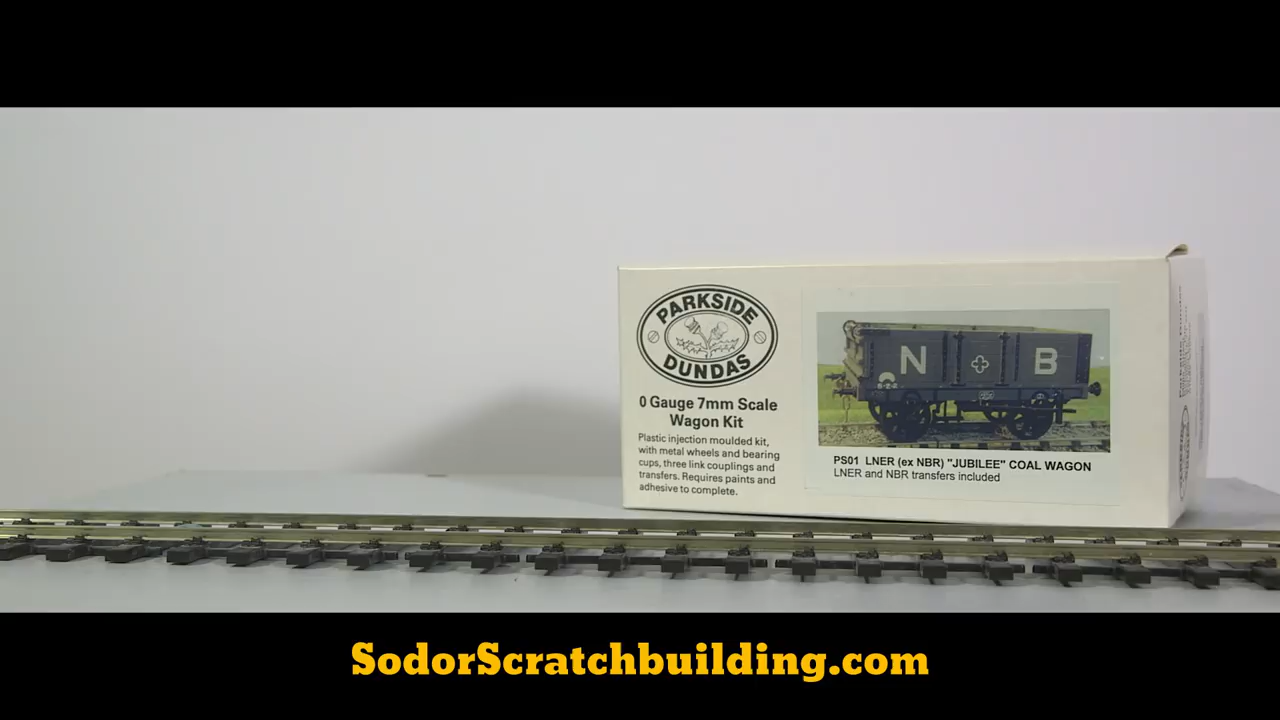 PARKSIDE
DUNDAS
0 Gauge 7mm Scale
Wagon Kit
Plastic injection moulded kit,
with metal wheels and bearing
cups, three link couplings and
transfers. Requires paints and
adhesive to complete.
N B
PS01 LNER (ex NBR) "JUBILEE" COAL WAGON
LNER and NBR transfers included
SodorScratchbuilding.com